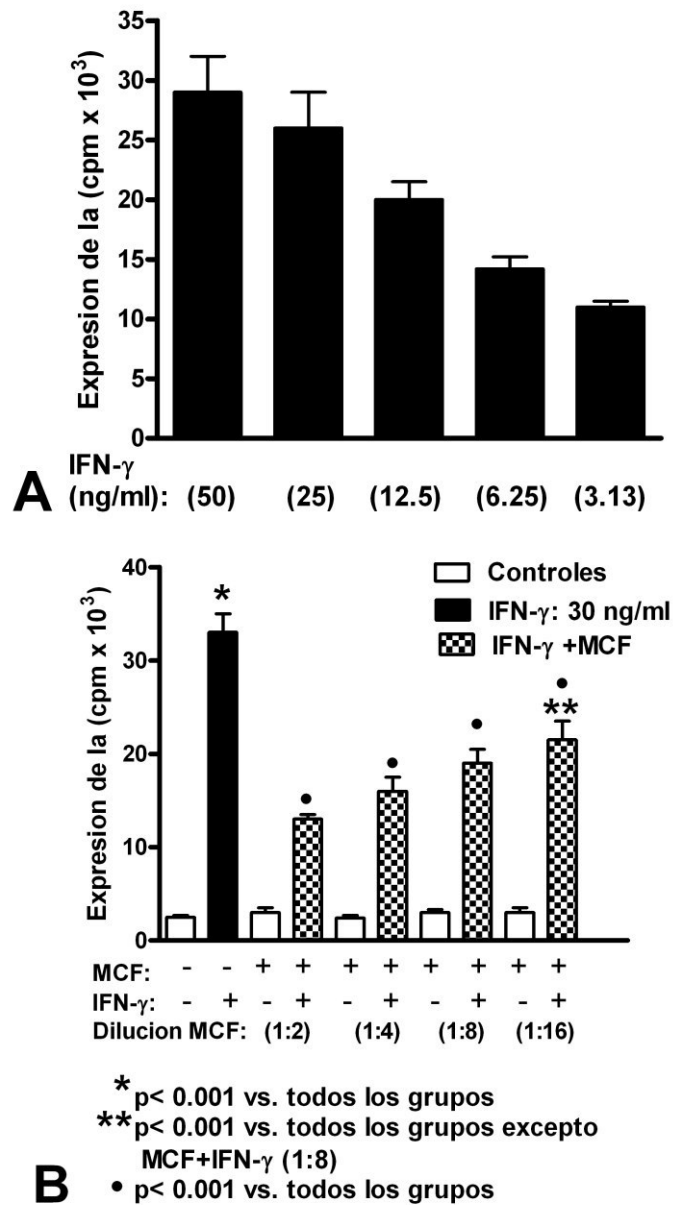 35
30
25
20
15
10
5
0
Expresion de la (cpm x 10³)
IFN-γ
(ng/ml): (50) (25) (12.5) (6.25) (3.13)
A
40
30
20
10
0
Expresion de la (cpm x 10³)
Controles
IFN-γ: 30 ng/ml
IFN-γ +MCF
*
•
•
•
•
**
MCF: - - + + + + + + + +
IFN-γ: - + - + - + - + - +
Dilucion MCF: (1:2) (1:4) (1:8) (1:16)
* p< 0.001 vs. todos los grupos
** p< 0.001 vs. todos los grupos excepto
MCF+IFN-γ (1:8)
• p< 0.001 vs. todos los grupos
B